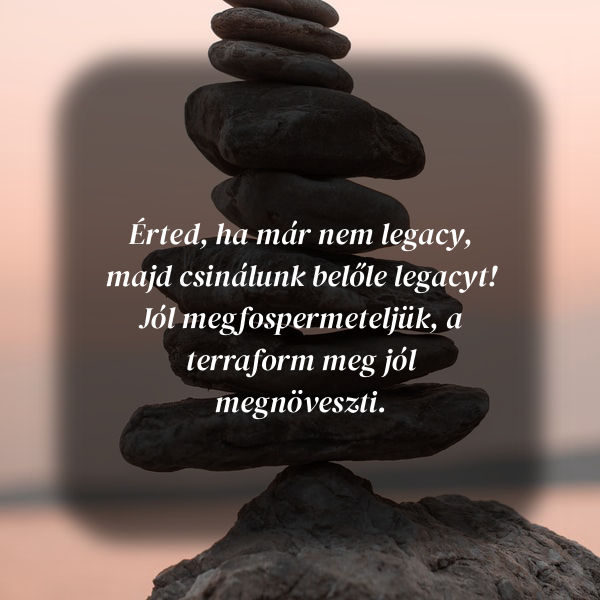 Érted, ha már nem legacy,
majd csinálunk belőle legacyt!
Jól megfospermeteljük, a
terraform meg jól
megnöveszti.